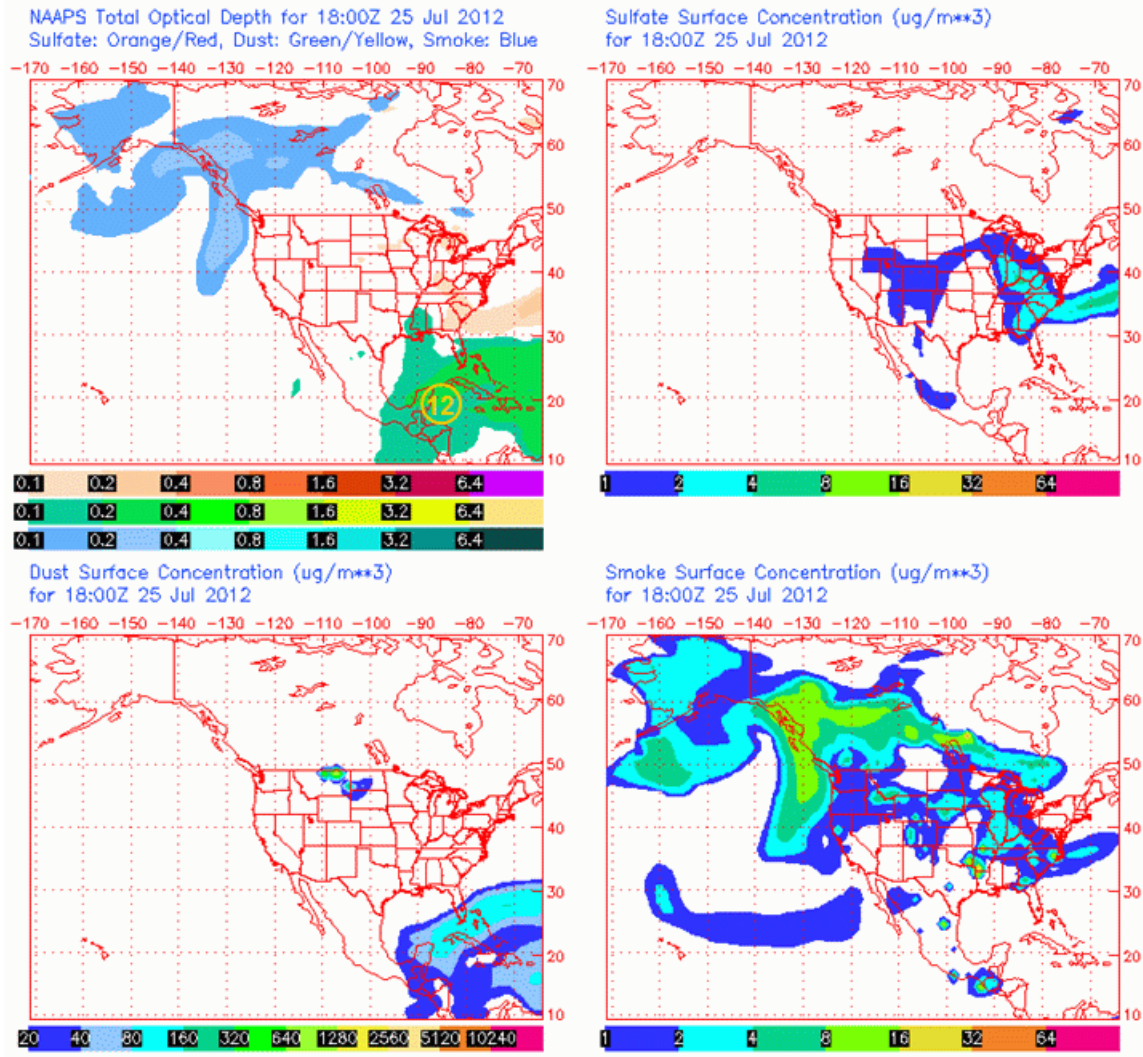 NAAPS Total Optical Depth for 18:00Z 25 Jul 2012
Sulfate: Orange/Red, Dust: Green/Yellow, Smoke: Blue
-170 -160 -150 -140 -130 -120 -110 -100 -90 -80 -70
70
60
50
40
30
20
10
12
0.1 0.2 0.4 0.8 1.6 3.2 6.4
0.1 0.2 0.4 0.8 1.6 3.2 6.4
0.1 0.2 0.4 0.8 1.6 3.2 6.4
Sulfate Surface Concentration (ug/m**3)
for 18:00Z 25 Jul 2012
-170 -160 -150 -140 -130 -120 -110 -100 -90 -80 -70
70
60
50
40
30
20
10
1 2 4 8 16 32 64
Dust Surface Concentration (ug/m**3)
for 18:00Z 25 Jul 2012
-170 -160 -150 -140 -130 -120 -110 -100 -90 -80 -70
70
60
50
40
30
20
10
20 40 80 160 320 640 1280 2560 5120 10240
Smoke Surface Concentration (ug/m**3)
for 18:00Z 25 Jul 2012
-170 -160 -150 -140 -130 -120 -110 -100 -90 -80 -70
70
60
50
40
30
20
10
1 2 4 8 16 32 64